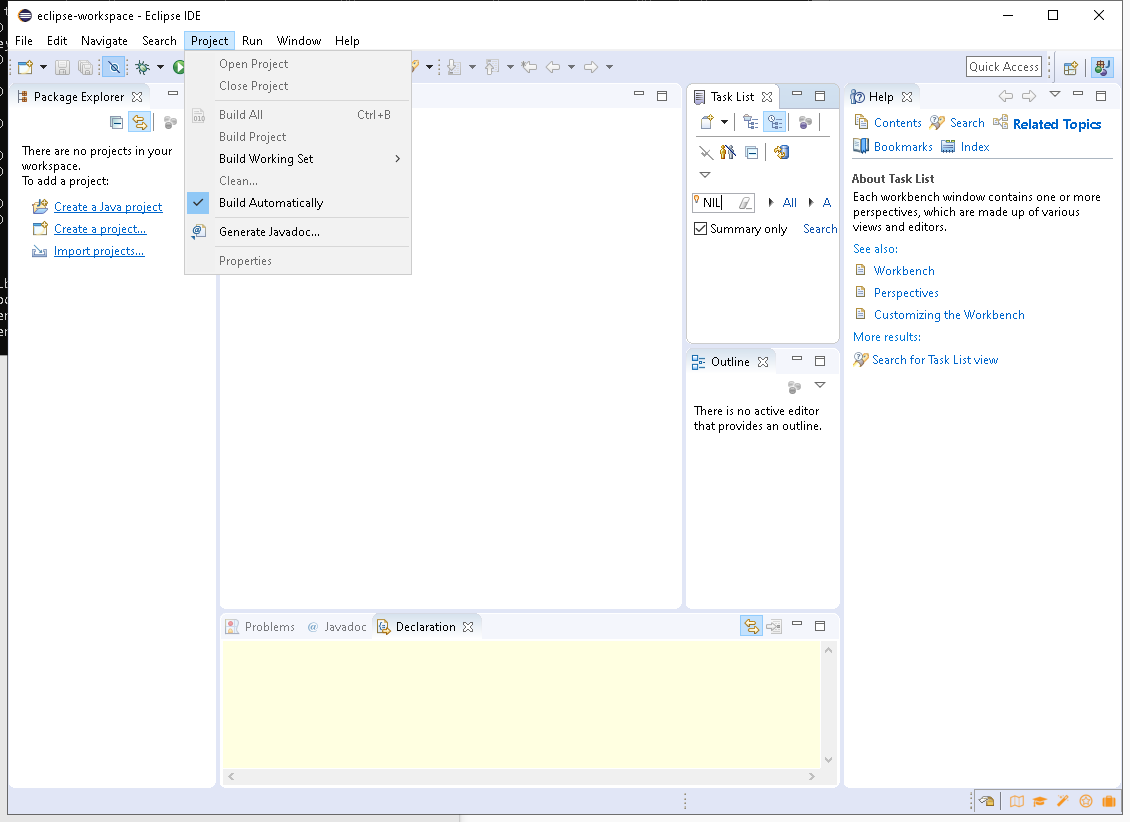 eclipse-workspace - Eclipse IDE
File Edit Navigate Search Project Run Window Help
Quick Access
Package Explorer
There are no projects in your
workspace.
To add a project:
Create a Java project
Create a project...
Import projects...
Open Project
Close Project
Build All Ctrl+B
Build Project
Build Working Set
Clean...
Build Automatically
Generate Javadoc...
Properties
Task List
NIL All A
Summary only Search
Outline
There is no active editor
that provides an outline.
Help
Contents Search Related Topics
Bookmarks Index
About Task List
Each workbench window contains one or more
perspectives, which are made up of various
views and editors.
See also:
Workbench
Perspectives
Customizing the Workbench
More results:
Search for Task List view
Problems @ Javadoc Declaration